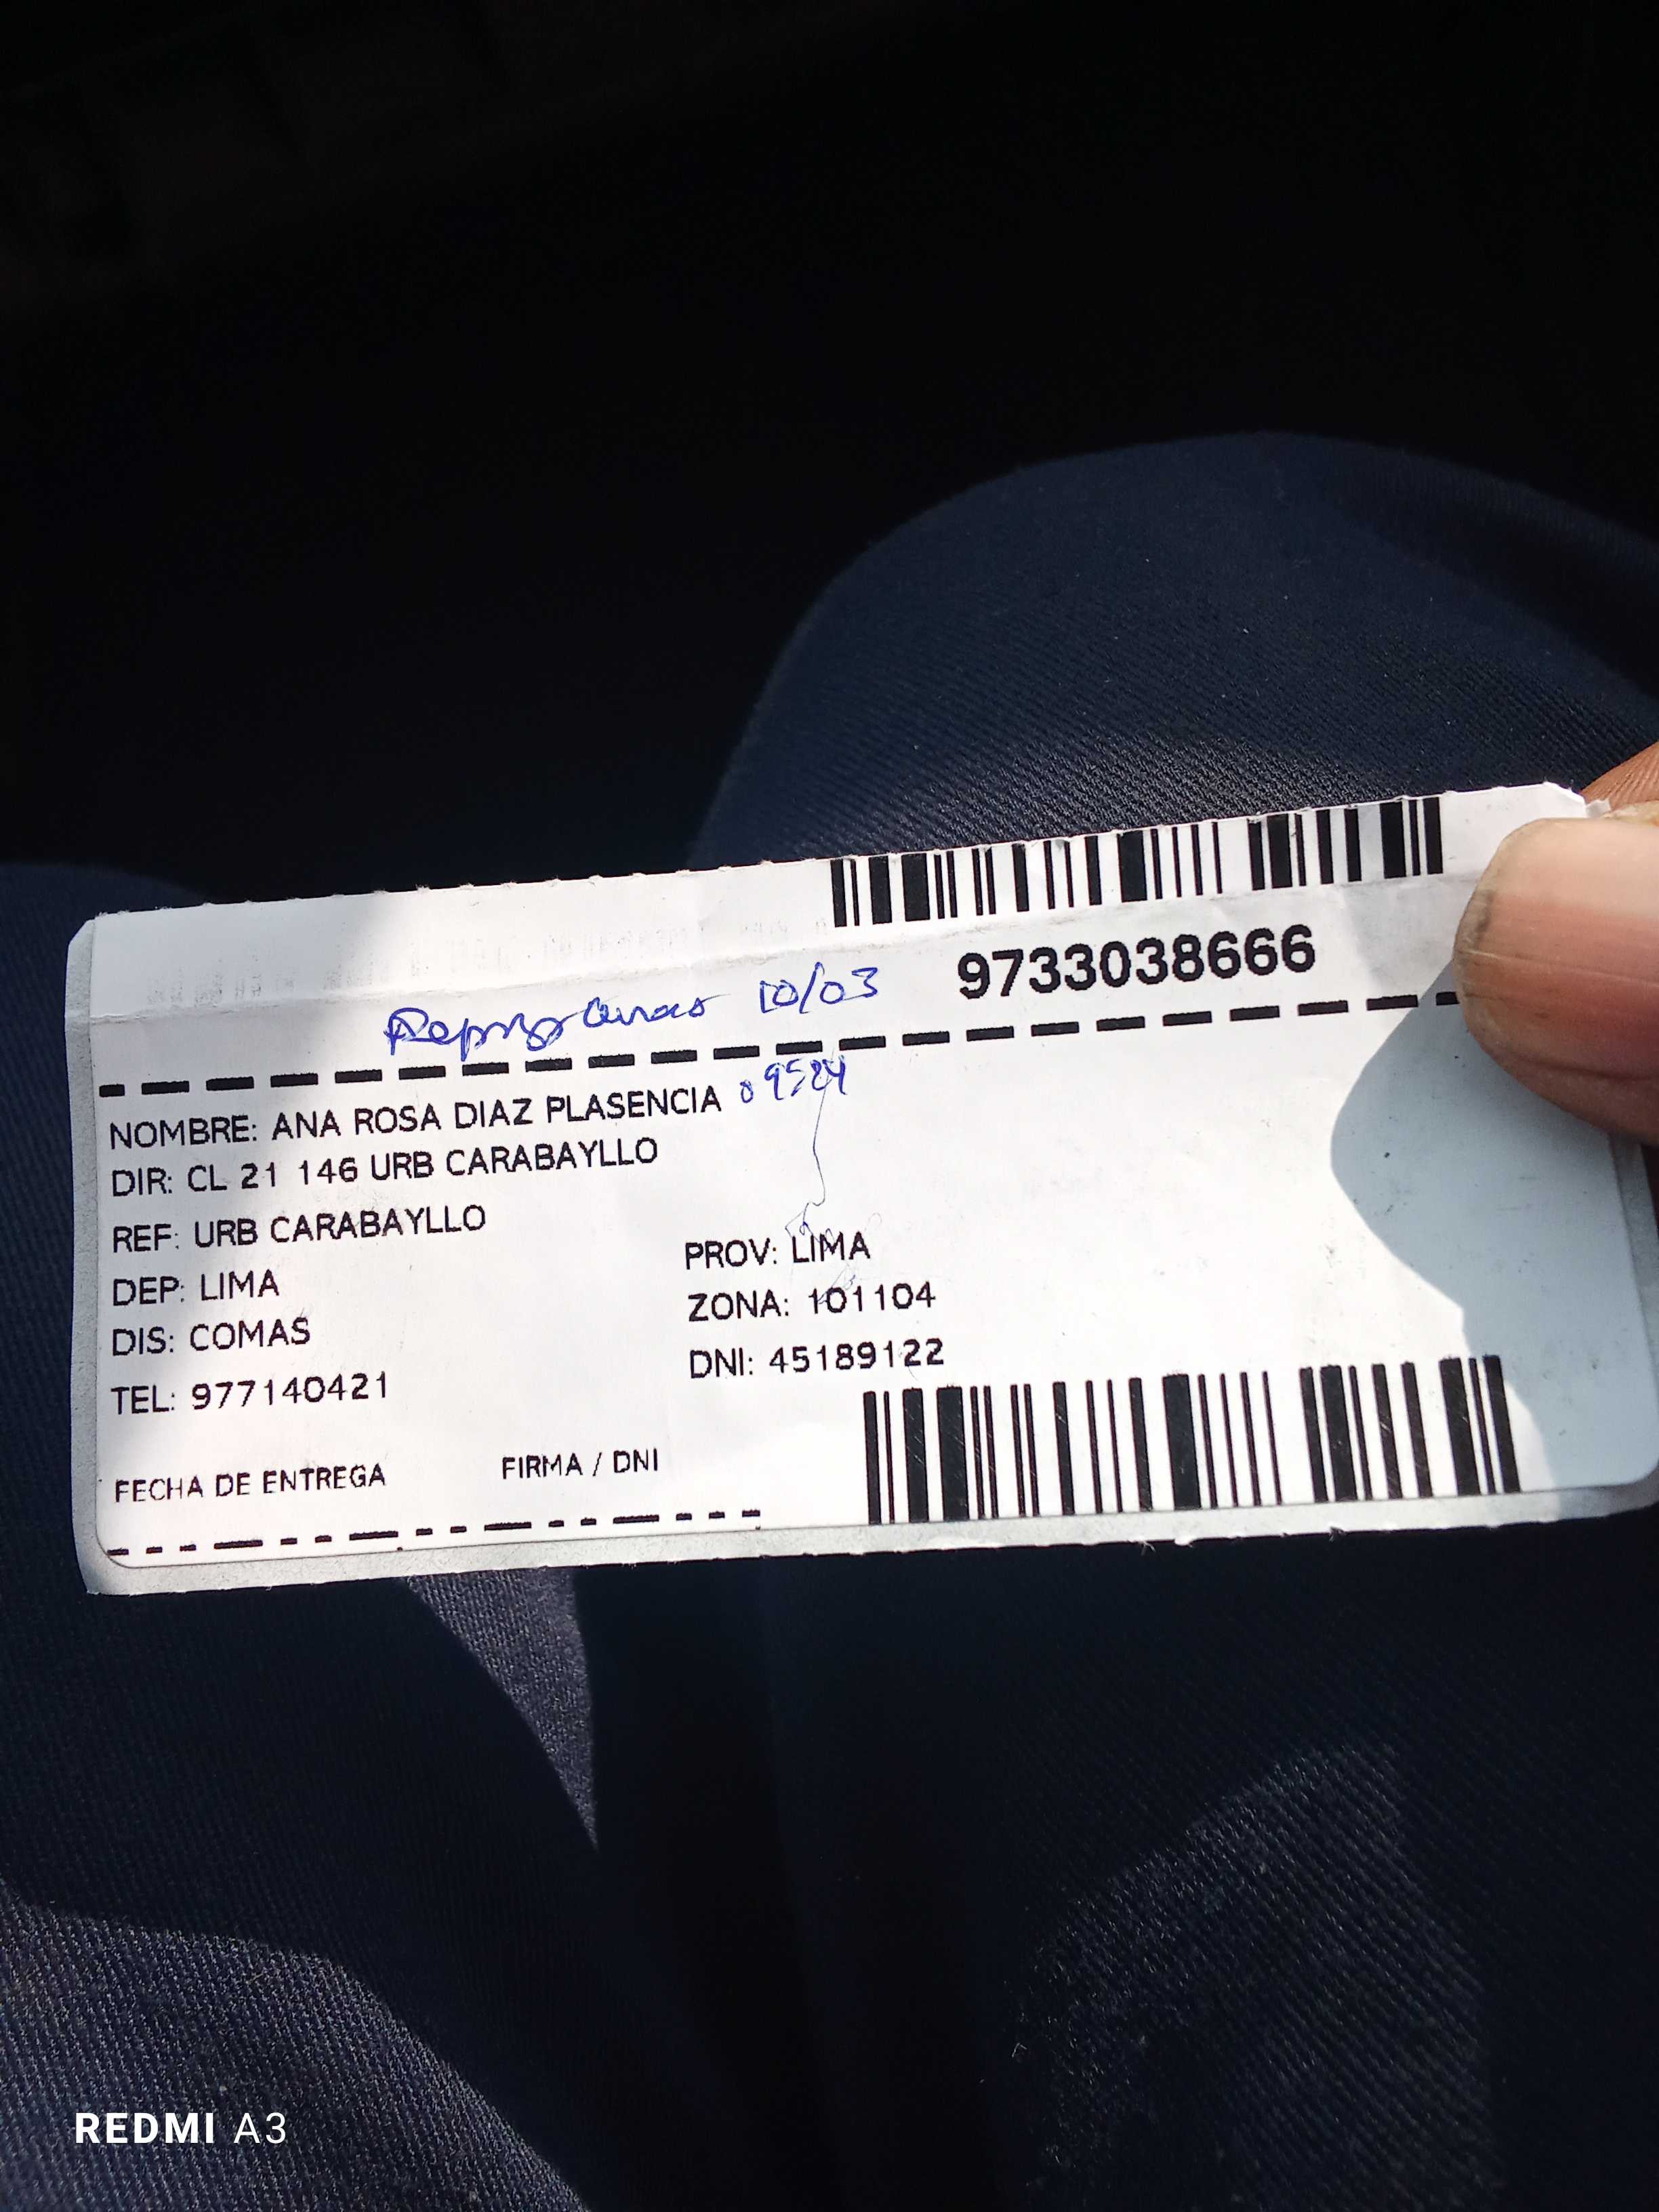 10/03 9733038666
NOMBRE: ANA ROSA DIAZ PLASENCIA
DIR: CL 21 146 URB CARABAYLLO
REF: URB CARABAYLLO
DEP: LIMA PROV: LIMA
DIS: COMAS ZONA: 101104
TEL: 977140421 DNI: 45189122
FECHA DE ENTREGA FIRMA / DNI
REDMI A3